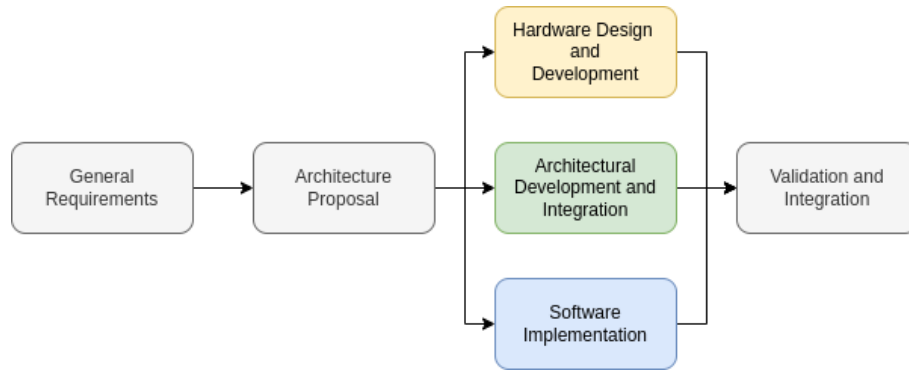 General
Requirements
Architecture
Proposal
Hardware Design
and
Development
Architectural
Development and
Integration
Software
Implementation
Validation and
Integration